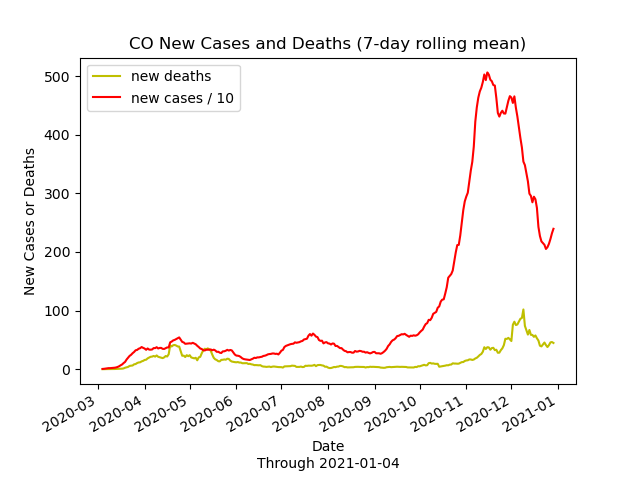 CO New Cases and Deaths (7-day rolling mean)
new deaths
new cases / 10
New Cases or Deaths
500
400
300
200
100
0
2020-03
2020-04
2020-05
2020-06
2020-07
2020-08
2020-09
2020-10
2020-11
2020-12
2021-01
Date
Through 2021-01-04